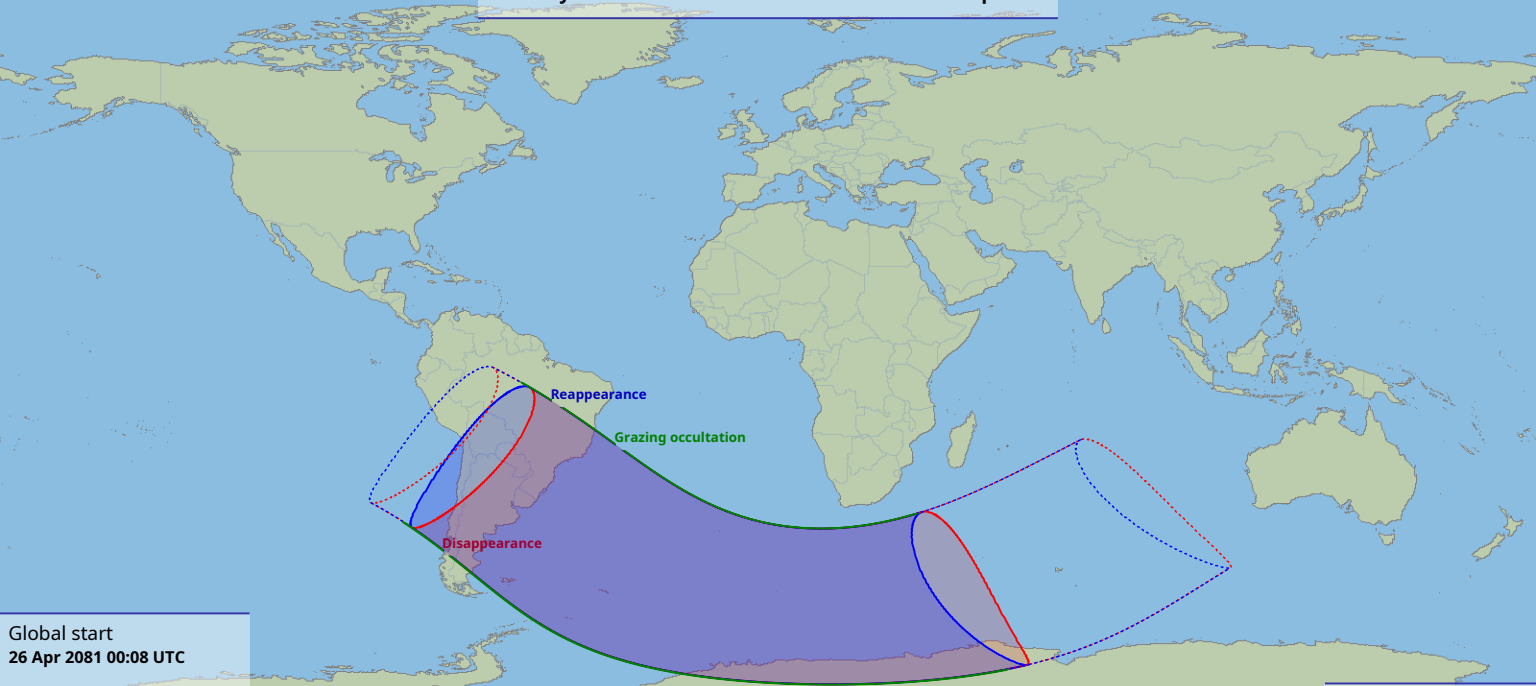 Reappearance
Grazing occultation
Disappearance
Global start
26 Apr 2081 00:08 UTC